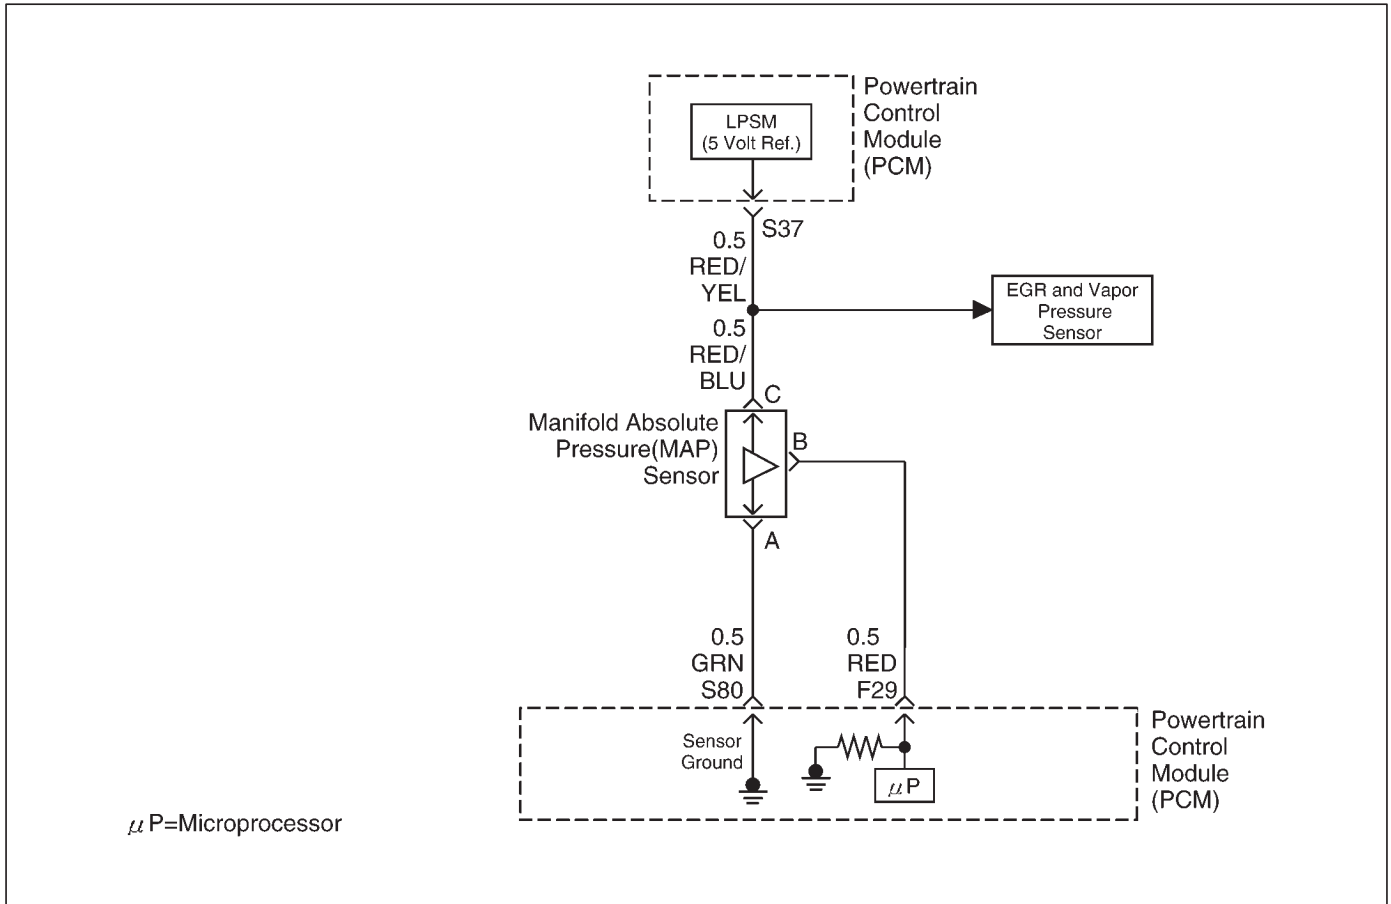 Powertrain
Control
Module
(PCM)
LPSM
(5 Volt Ref.)
S37
0.5
RED/
YEL
EGR and Vapor
Pressure
Sensor
0.5
RED/
BLU
C
Manifold Absolute
Pressure(MAP)
Sensor
B
A
0.5
GRN
S80
0.5
RED
F29
Sensor
Ground
μP
Powertrain
Control
Module
(PCM)
μP=Microprocessor